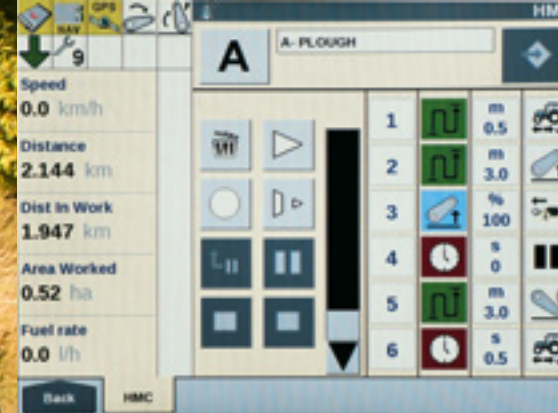 HM
NAV
GPS
9
A
A- PLOUGH
Speed
0.0 km/h
Distance
2.144 km
Dist In Work
1.947 km
Area Worked
0.52 ha
Fuel rate
0.0 l/h
1
m
0.5
2
m
3.0
3
%
100
4
s
0
5
m
3.0
6
s
0.5
Back
HMC